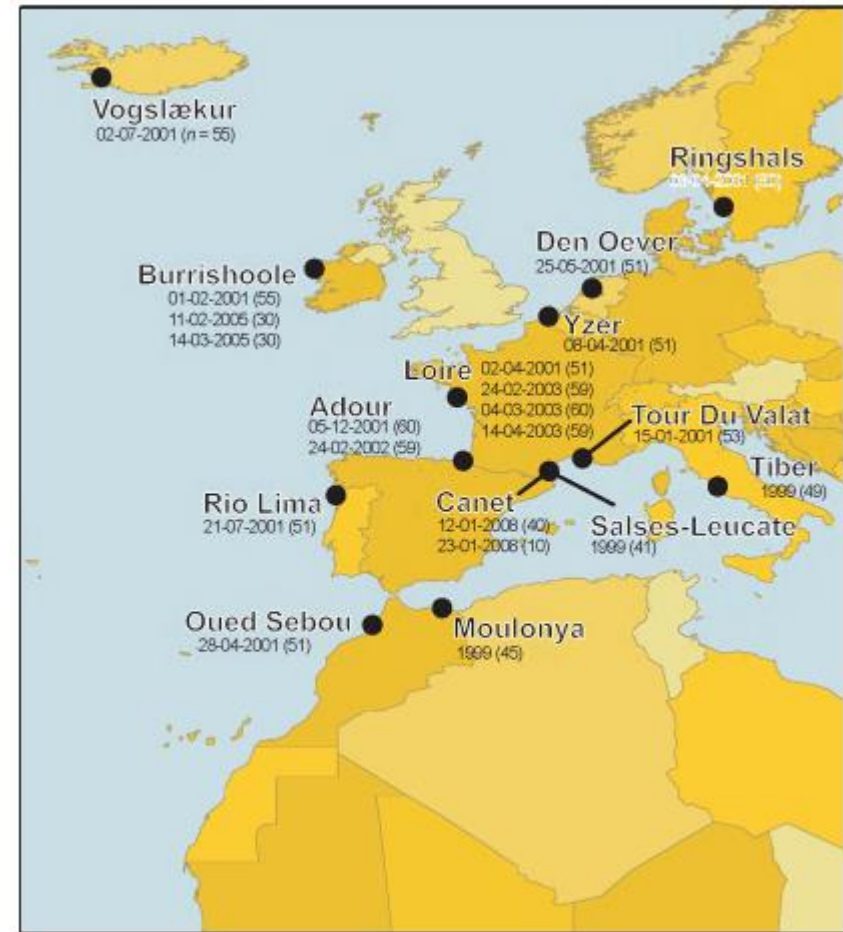 Vogslækur
02-07-2001 (n = 55)
Ringshals
Den Oever
25-05-2001 (51)
Burrishoole
01-02-2001 (55)
11-02-2005 (30)
14-03-2005 (30)
Yzer
08-04-2001 (51)
Loire
02-04-2001 (51)
24-02-2003 (59)
04-03-2003 (60)
14-04-2003 (59)
Adour
05-12-2001 (60)
24-02-2002 (59)
Tour Du Valat
15-01-2001 (53)
Tiber
1999 (49)
Rio Lima
21-07-2001 (51)
Canet
12-01-2008 (40)
23-01-2008 (10)
Salses-Leucate
1999 (41)
Oued Sebou
28-04-2001 (51)
Moulonya
1999 (45)